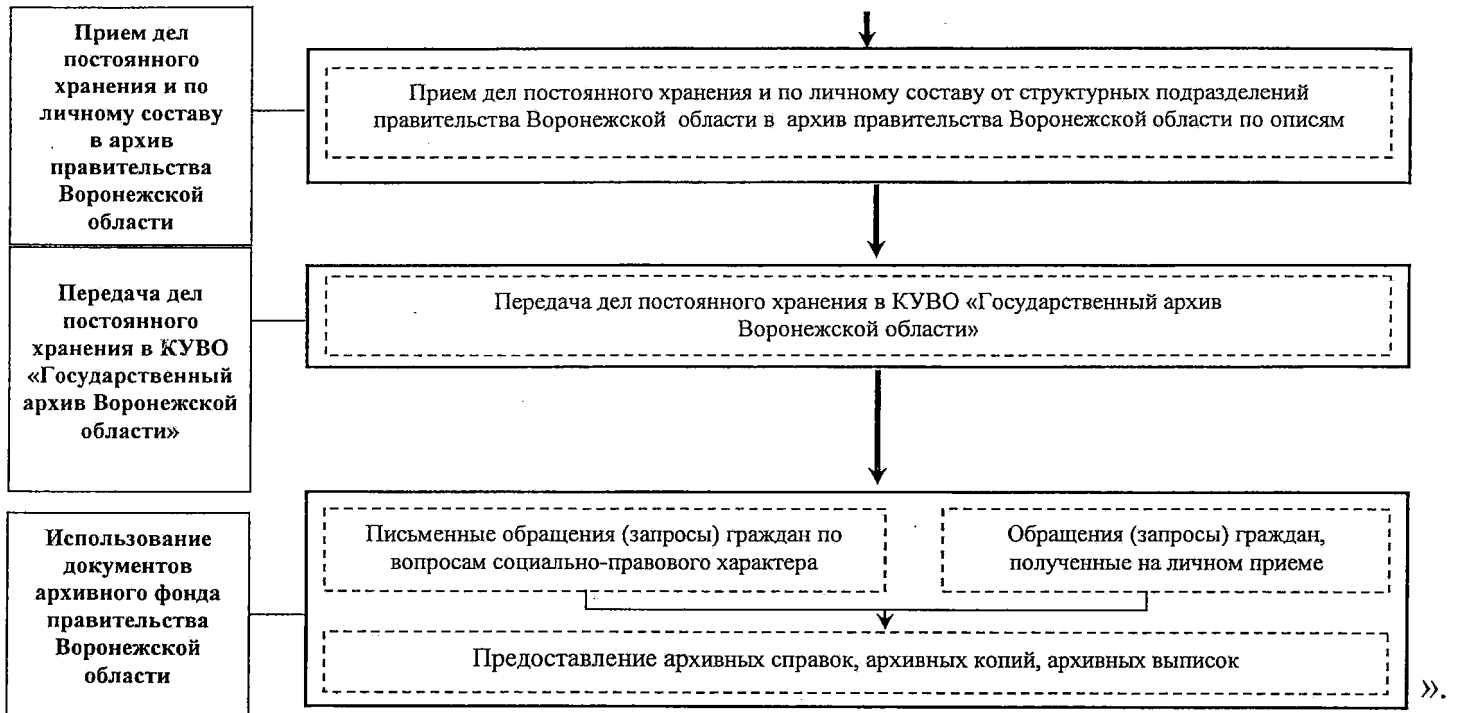 Прием дел
постоянного
хранения и по
личному составу
в архив
правительства
Воронежской
области
Прием дел постоянного хранения и по личному составу от структурных подразделений
правительства Воронежской области в архив правительства Воронежской области по описям
Передача дел
постоянного
хранения в КУВО
«Государственный
архив Воронежской
области»
Передача дел постоянного хранения в КУВО «Государственный архив
Воронежской области»
Использование
документов
архивного фонда
правительства
Воронежской
области
Письменные обращения (запросы) граждан по
вопросам социально-правового характера
Обращения (запросы) граждан,
полученные на личном приеме
Предоставление архивных справок, архивных копий, архивных выписок
».